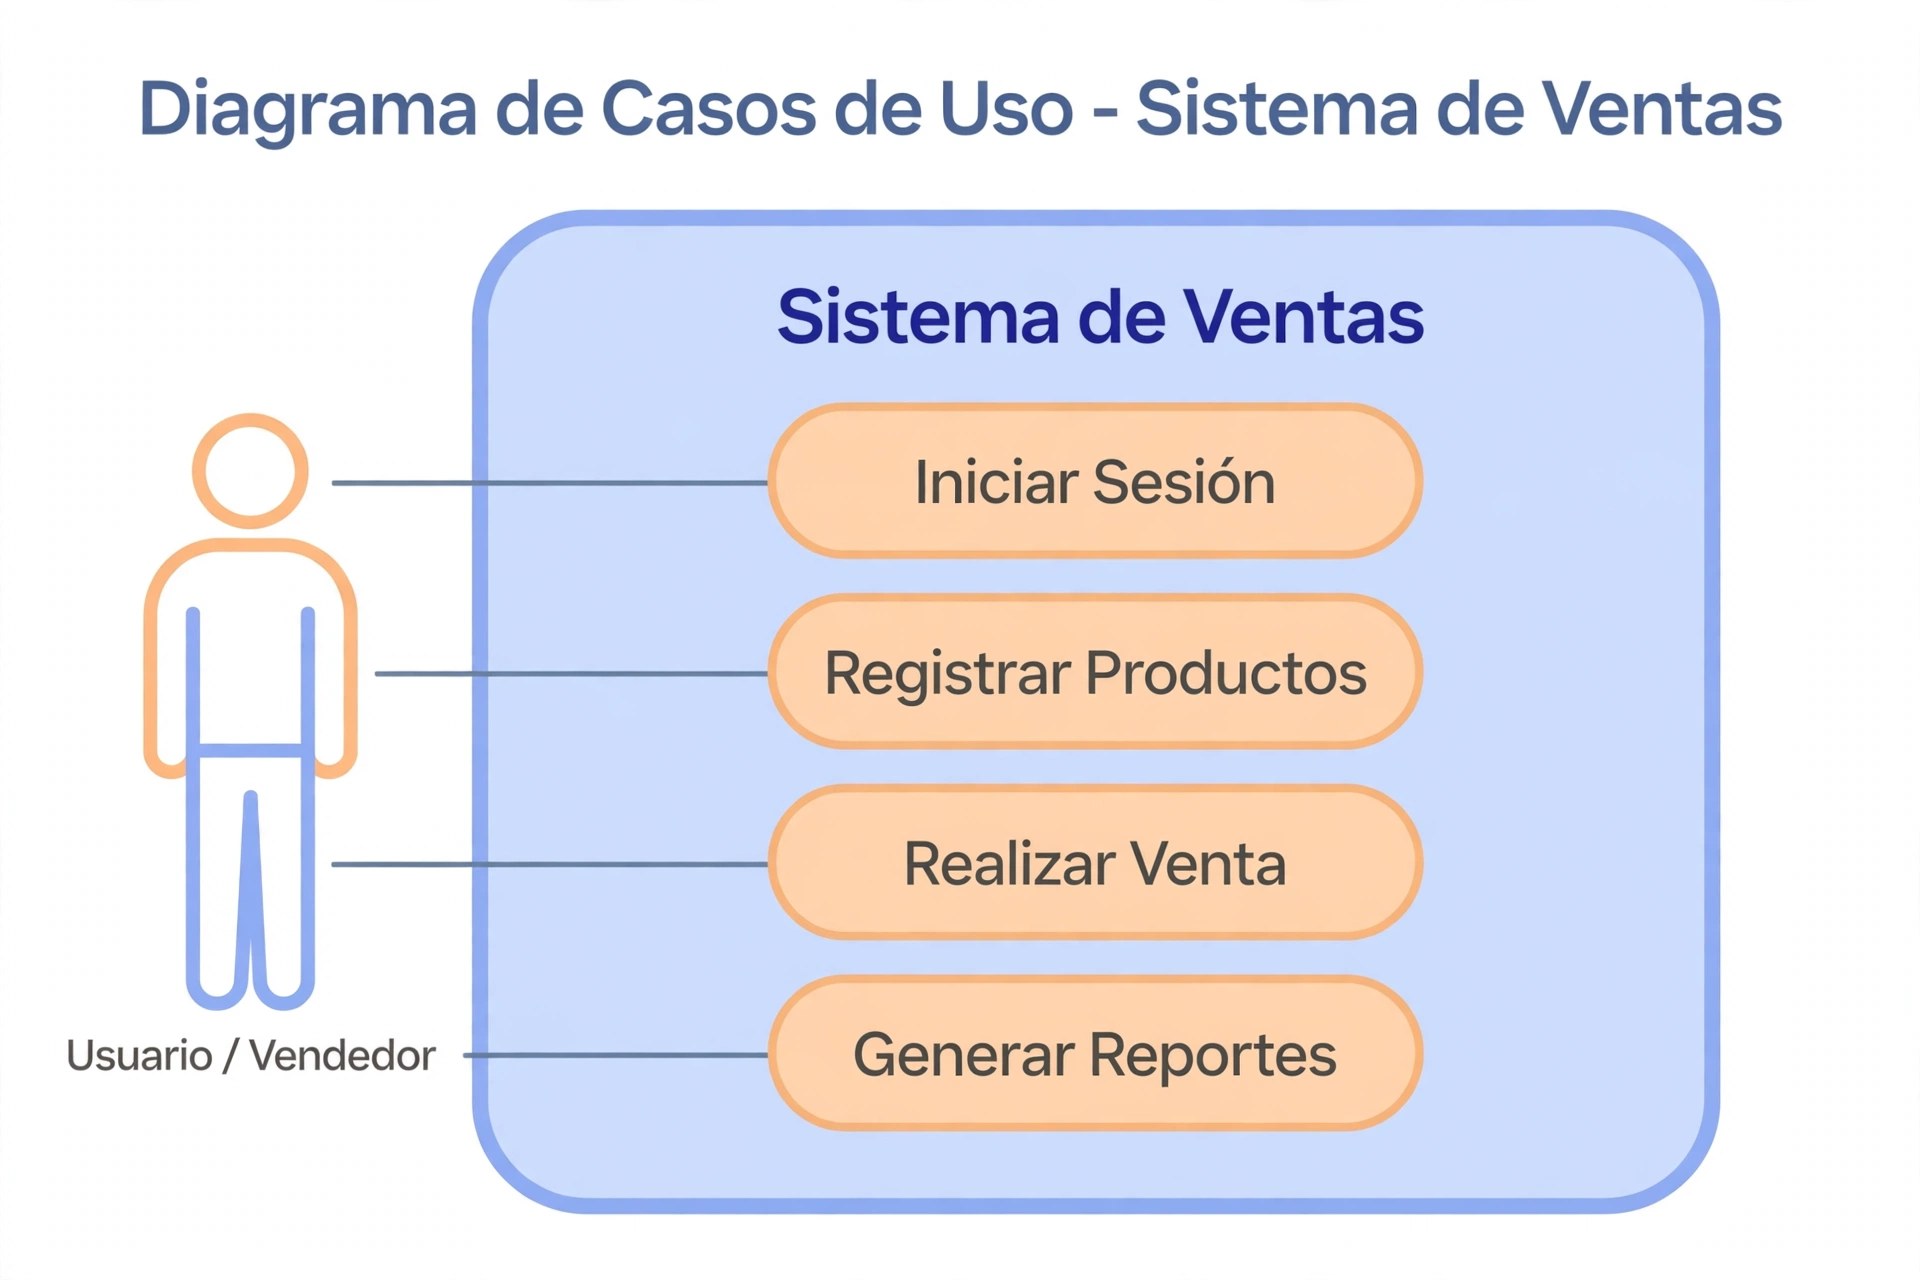 Diagrama de Casos de Uso - Sistema de Ventas
Sistema de Ventas
Iniciar Sesión
Registrar Productos
Realizar Venta
Generar Reportes
Usuario / Vendedor